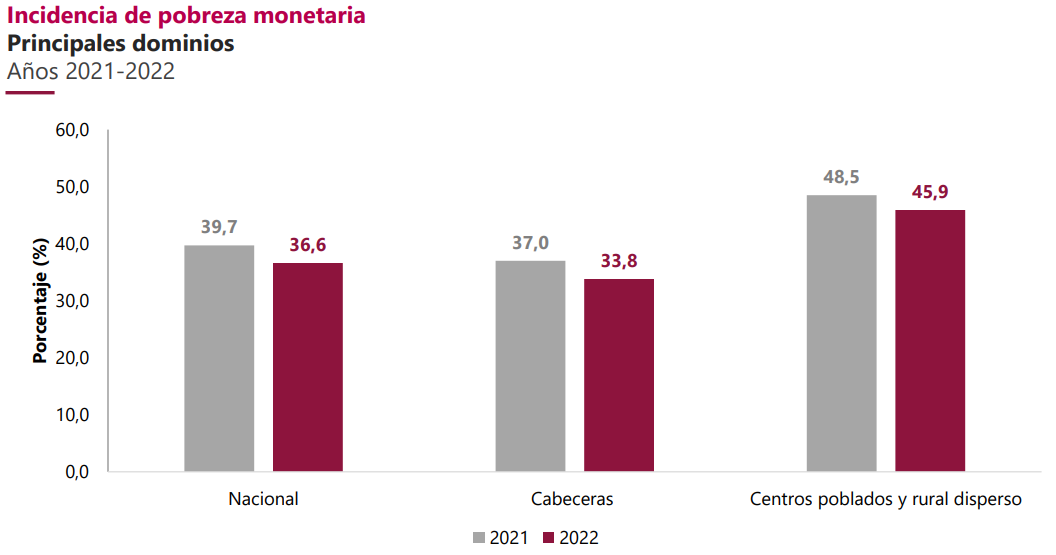 Incidencia de pobreza monetaria
Principales dominios
Años 2021-2022
Porcentaje (%)
60,0
50,0
40,0
30,0
20,0
10,0
0,0
39,7
36,6
37,0
33,8
48,5
45,9
Nacional
Cabeceras
Centros poblados y rural disperso
2021
2022